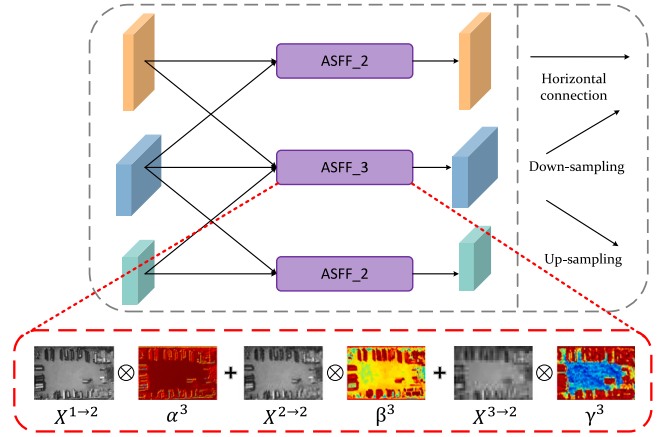 ASFF_2
Horizontal
connection
ASFF_3
Down-sampling
ASFF_2
Up-sampling
⊗ + ⊗ + ⊗
X¹→² α³ X²→² β³ X³→² γ³